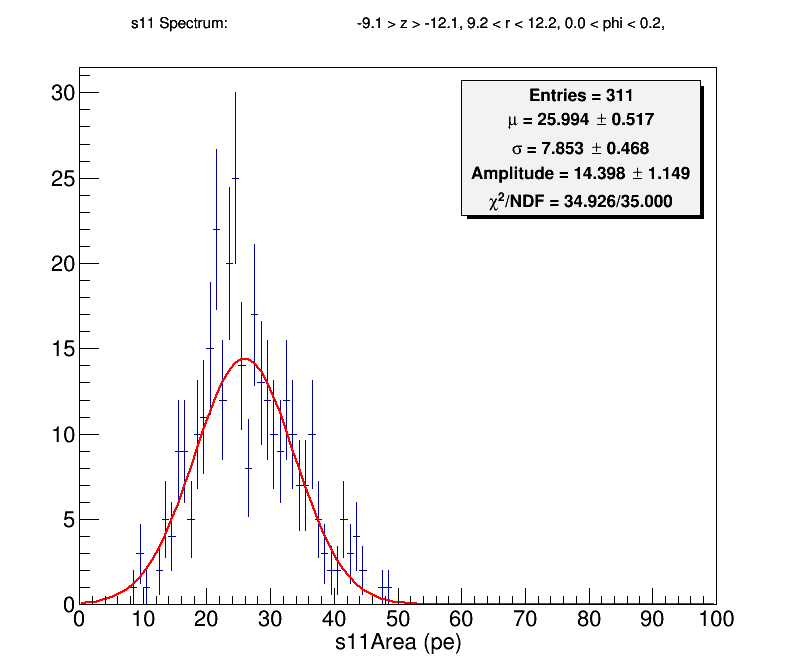 s11 Spectrum: -9.1 > z > -12.1, 9.2 < r < 12.2, 0.0 < phi < 0.2,
30
25
20
15
10
5
0
Entries = 311
μ = 25.994 ± 0.517
σ = 7.853 ± 0.468
Amplitude = 14.398 ± 1.149
χ²/NDF = 34.926/35.000
0 10 20 30 40 50 60 70 80 90 100
s11Area (pe)